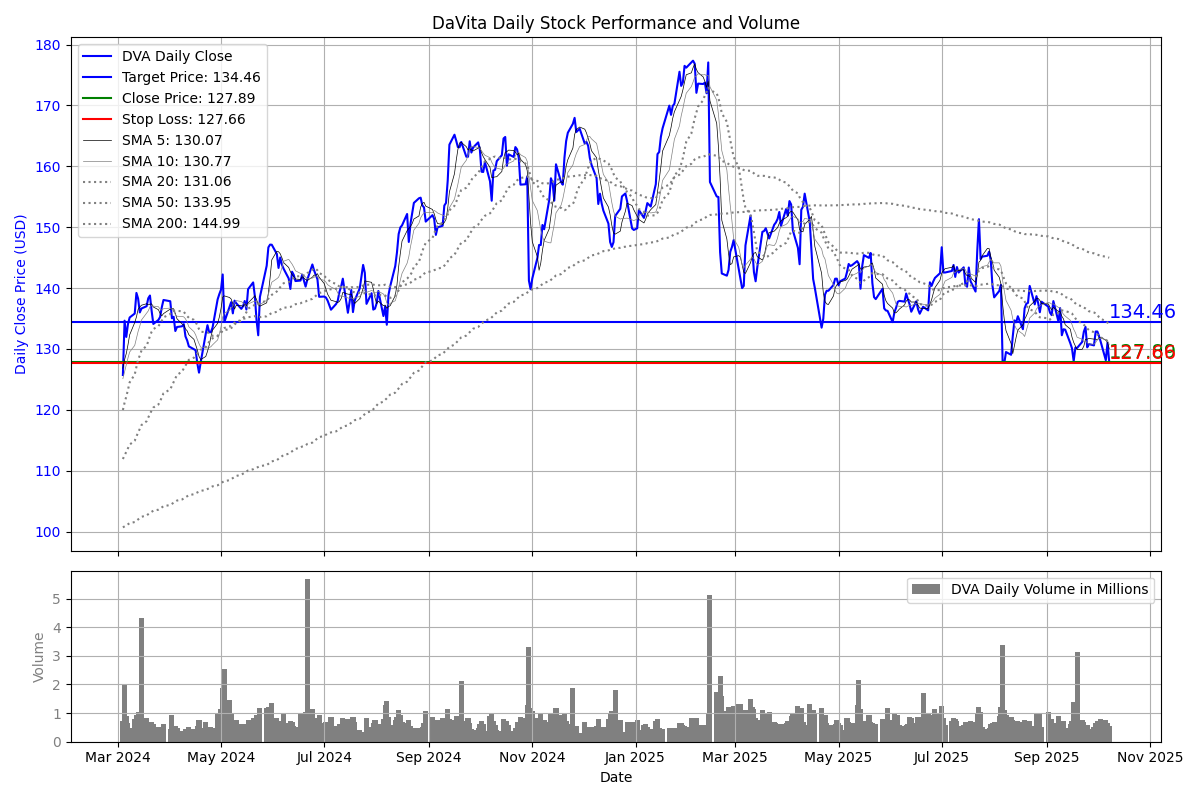 DaVita Daily Stock Performance and Volume
DVA Daily Close
Target Price: 134.46
Close Price: 127.89
Stop Loss: 127.66
SMA 5: 130.07
SMA 10: 130.77
SMA 20: 131.06
SMA 50: 133.95
SMA 200: 144.99
180
170
160
150
140
130
120
110
100
Daily Close Price (USD)
134.46
127.89
127.66
DVA Daily Volume in Millions
5
4
3
2
1
0
Volume
Mar 2024 May 2024 Jul 2024 Sep 2024 Nov 2024 Jan 2025 Mar 2025 May 2025 Jul 2025 Sep 2025 Nov 2025
Date